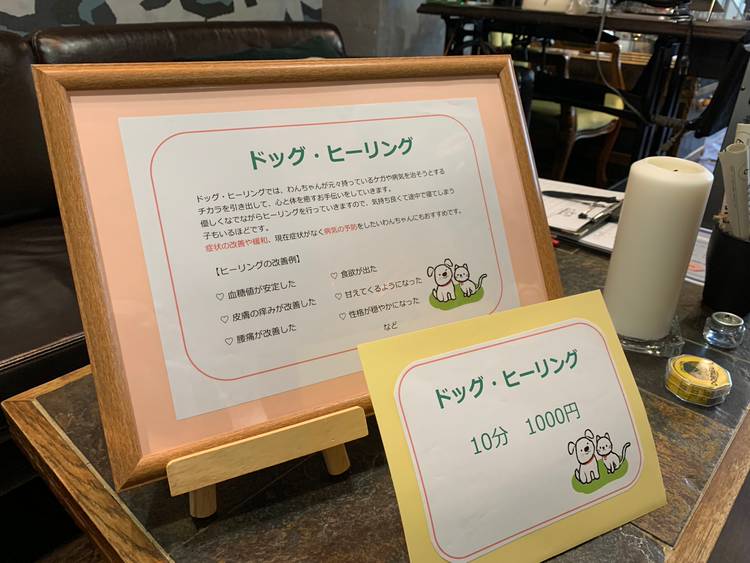 ドッグ・ヒーリング
ドッグ・ヒーリングでは、わんちゃんが元々持っているケガや病気を治そうとする
チカラを引き出して、心と体を癒すお手伝いをしていきます。
優しくなでながらヒーリングを行っていきますので、気持ち良くて途中で寝てしまう
子もいるほどです。
症状の改善や緩和、現在症状がなく病気の予防をしたいわんちゃんにもおすすめです。
【ヒーリングの改善例】
♡ 血糖値が安定した
♡ 皮膚の痒みが改善した
♡ 腰痛が改善した
♡ 食欲が出た
♡ 甘えてくるようになった
♡ 性格が穏やかになった
など
ドッグ・ヒーリング
10分 1000円